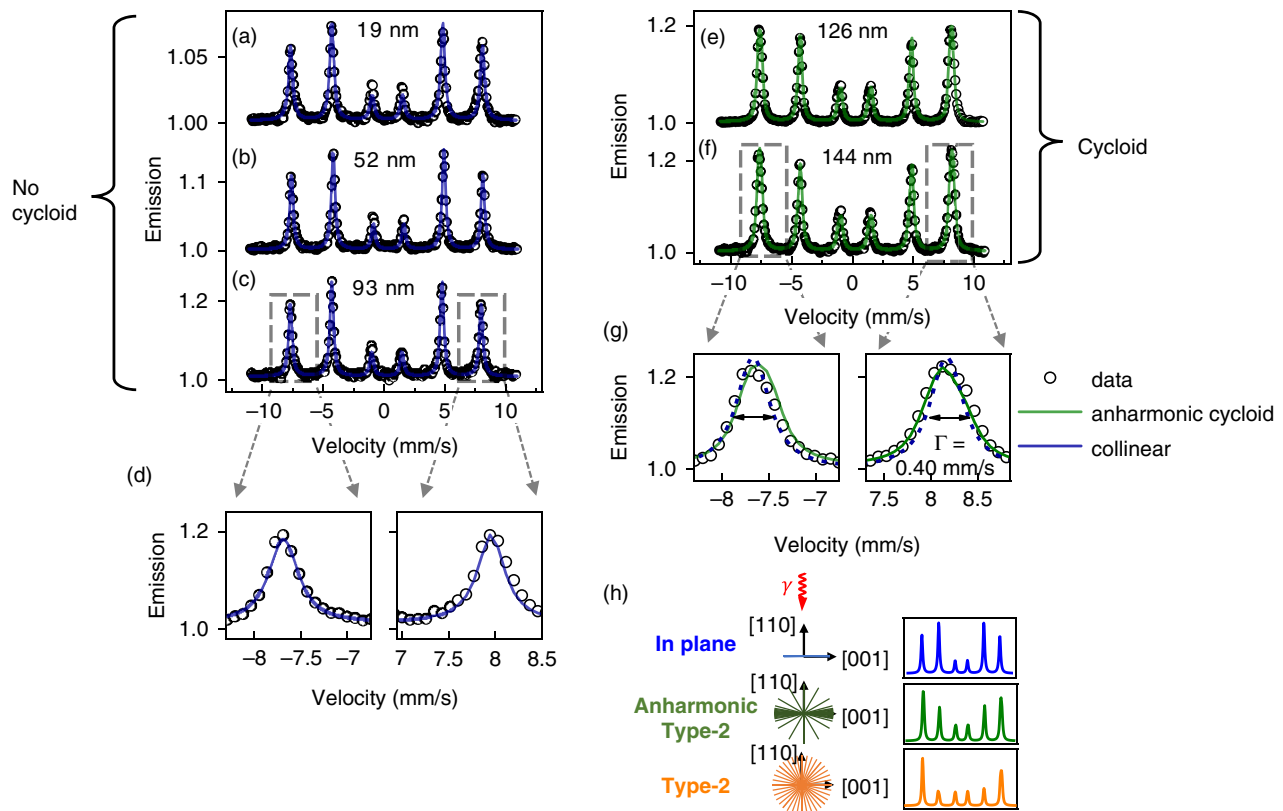 No
cycloid
Emission
(a)
19 nm
1.05
1.00
(b)
52 nm
1.1
1.0
(c)
93 nm
1.2
1.0
−10
−5
0
5
10
Velocity (mm/s)
(d)
Emission
1.2
1.0
−8
−7.5
−7
7
7.5
8
8.5
Velocity (mm/s)
Cycloid
Emission
(e)
126 nm
1.2
1.0
(f)
144 nm
1.2
1.0
−10
−5
0
5
10
Velocity (mm/s)
(g)
Emission
1.2
1.0
Γ =
0.40 mm/s
−8
−7.5
−7
7.5
8
8.5
Velocity (mm/s)
data
anharmonic cycloid
collinear
(h)
γ
In plane
[110]
[001]
Anharmonic
Type-2
[110]
[001]
Type-2
[110]
[001]